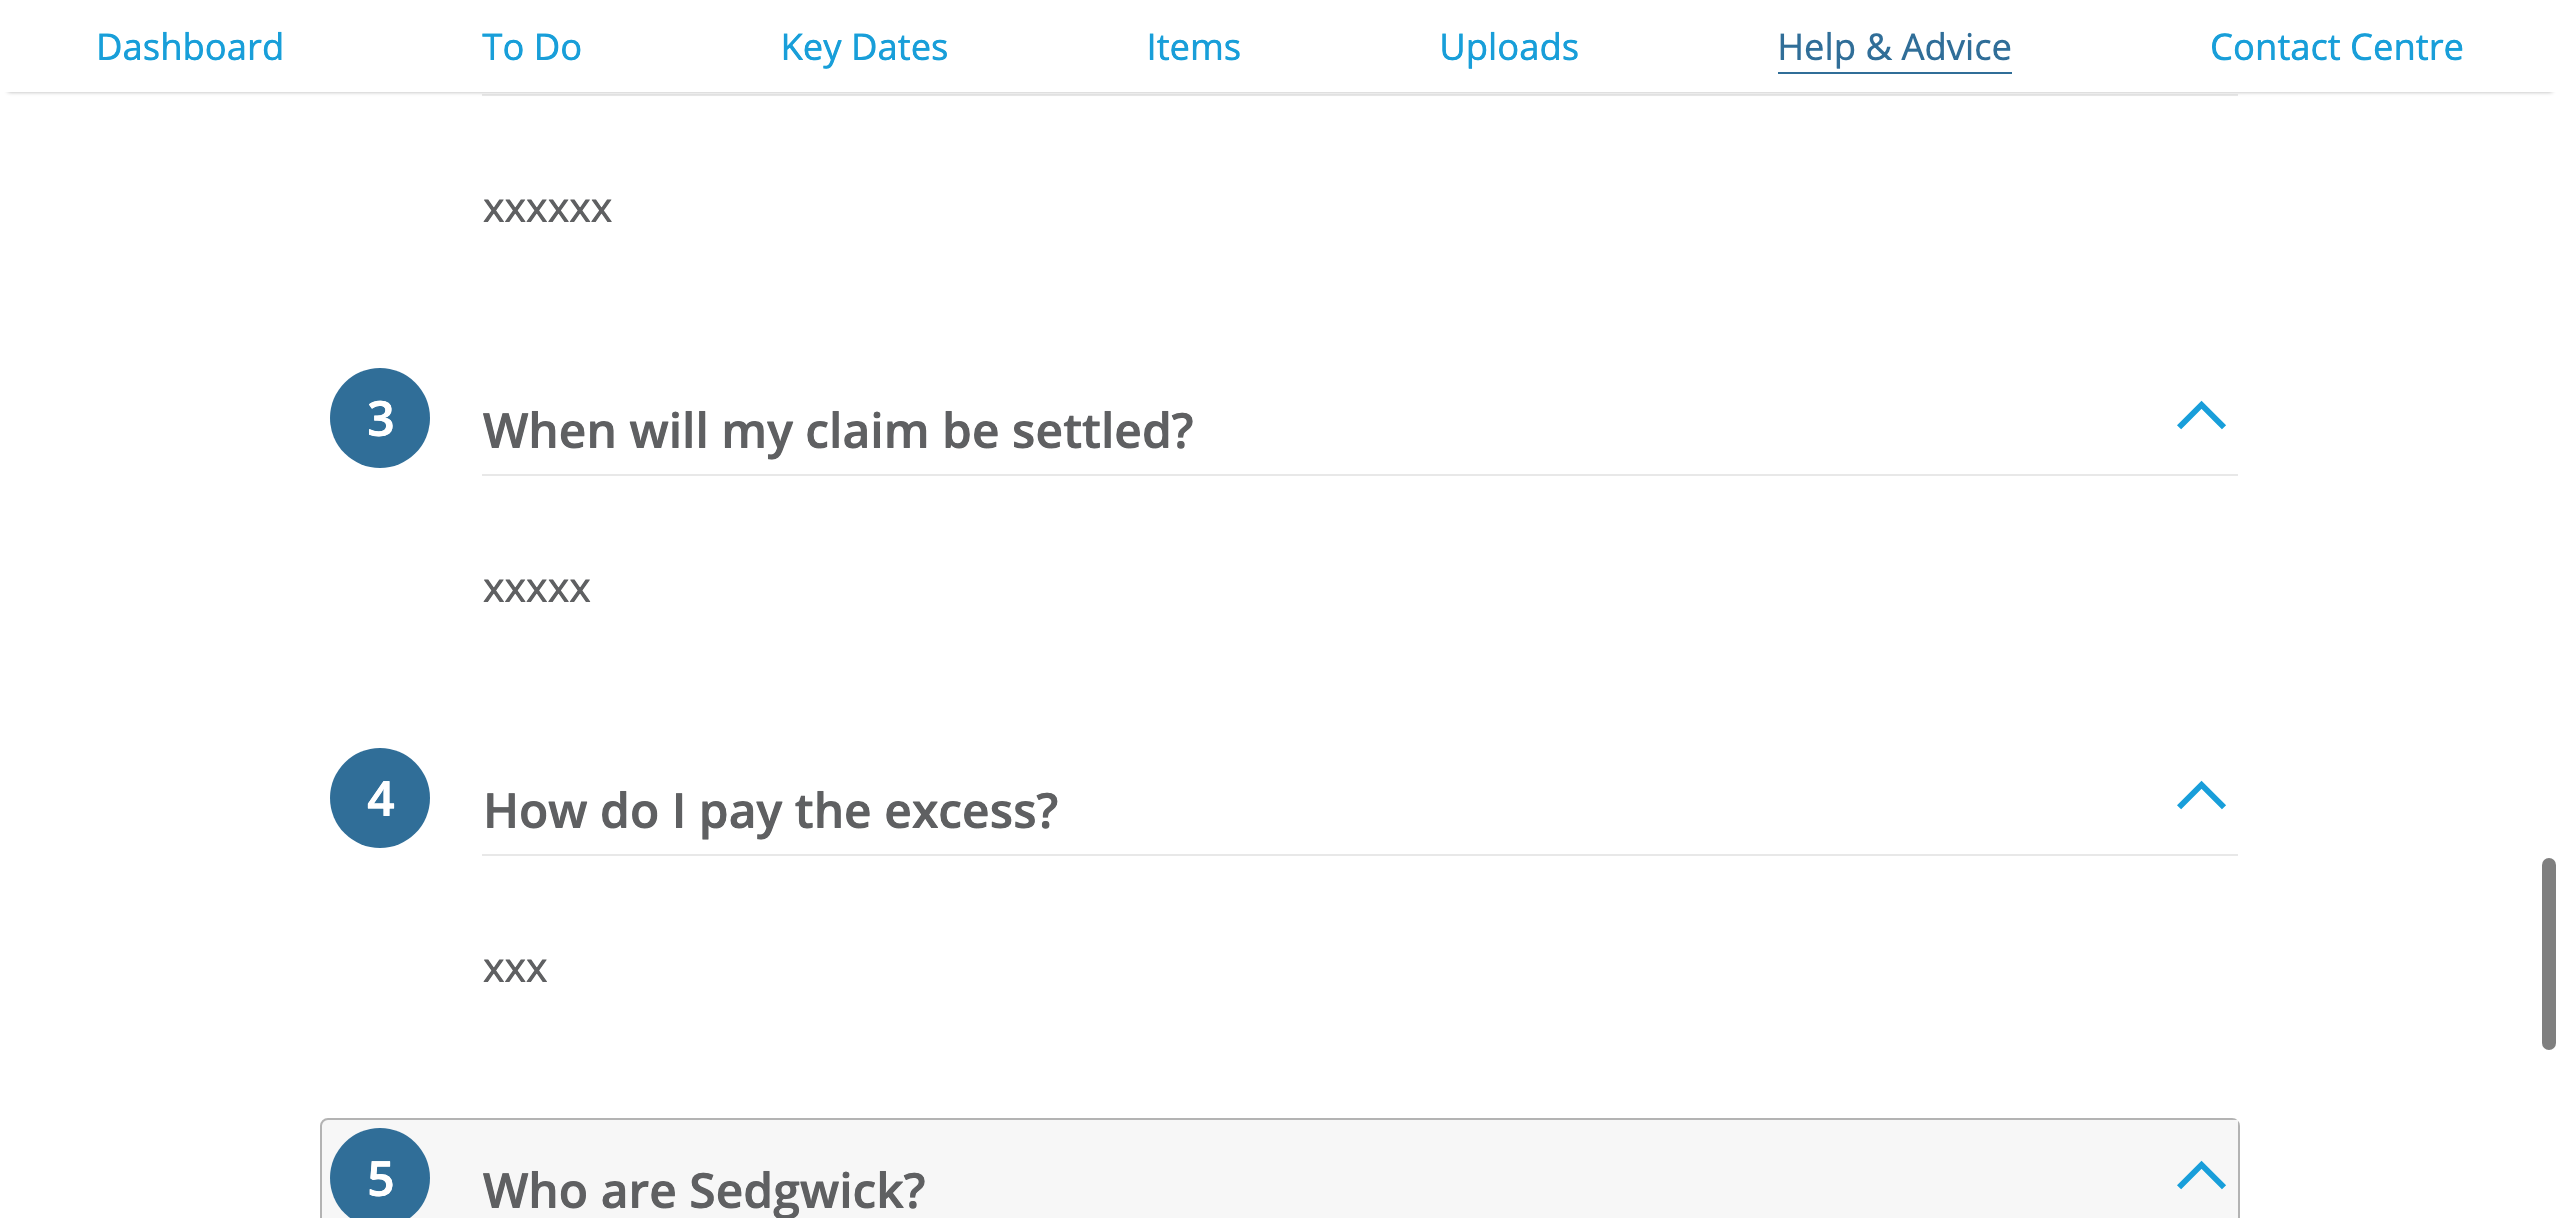 Dashboard To Do Key Dates Items Uploads Help & Advice Contact Centre
xxxxxx
3 When will my claim be settled?
xxxxx
4 How do I pay the excess?
xxx
5 Who are Sedgwick?